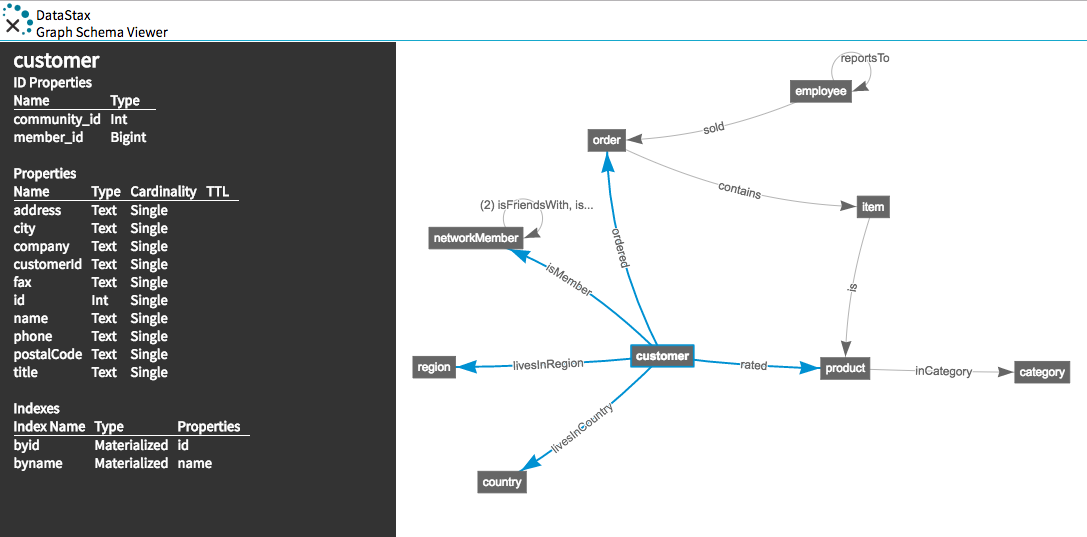 DataStax
Graph Schema Viewer
customer
ID Properties
Name Type
community_id Int
member_id Bigint
Properties
Name Type Cardinality TTL
address Text Single
city Text Single
company Text Single
customerId Text Single
fax Text Single
id Int Single
name Text Single
phone Text Single
postalCode Text Single
title Text Single
Indexes
Index Name Type Properties
byid Materialized id
byname Materialized name
reportsTo
employee
sold
order
contains
item
(2) isFriendsWith, is...
networkMember
ordered
isMember
is
customer
region
livesInRegion
rated
product
inCategory
category
livesInCountry
country